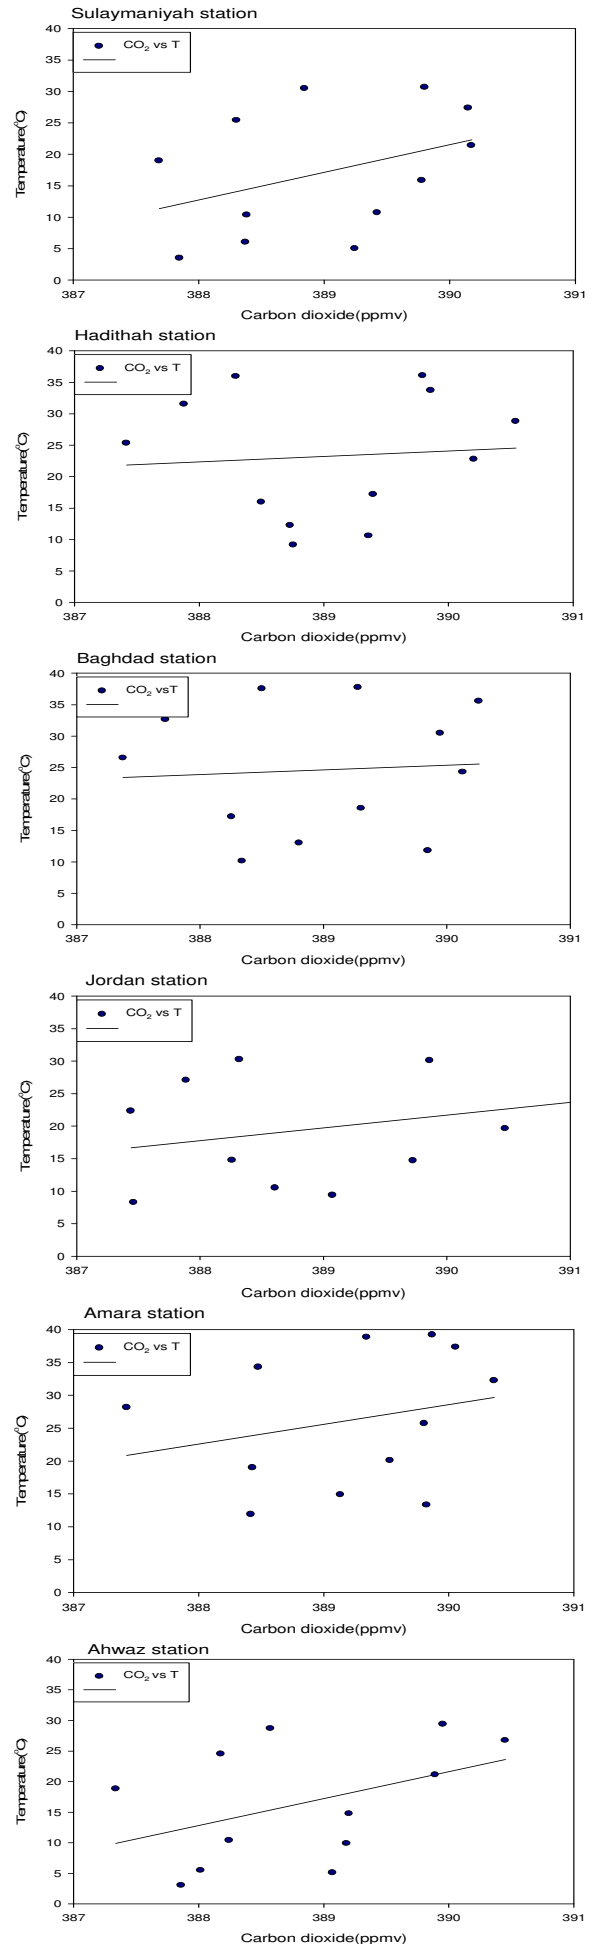 Sulaymaniyah station
40
35
30
25
20
15
10
5
0
Temperature(°C)
CO2 vs T
387 388 389 390 391
Carbon dioxide(ppmv)
Hadithah station
40
35
30
25
20
15
10
5
0
Temperature(°C)
CO2 vs T
387 388 389 390 391
Carbon dioxide(ppmv)
Baghdad station
40
35
30
25
20
15
10
5
0
Temperature(°C)
CO2 vsT
387 388 389 390 391
Carbon dioxide(ppmv)
Jordan station
40
35
30
25
20
15
10
5
0
Temperature(°C)
CO2 vs T
387 388 389 390 391
Carbon dioxide(ppmv)
Amara station
40
35
30
25
20
15
10
5
0
Temperature(°C)
CO2 vs T
387 388 389 390 391
Carbon dioxide(ppmv)
Ahwaz station
40
35
30
25
20
15
10
5
0
Temperature(°C)
CO2 vs T
387 388 389 390 391
Carbon dioxide(ppmv)